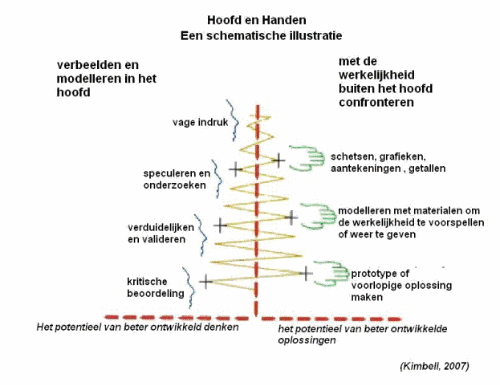 Hoofd en Handen
Een schematische illustratie
verbeelden en
modelleren in het
hoofd
met de
werkelijkheid
buiten het hoofd
confronteren
vage indruk
schetsen, grafieken,
aantekeningen , getallen
speculeren en
onderzoeken
modelleren met materialen om
de werkelijkheid te voorspellen
of weer te geven
verduidelijken
en valideren
kritische
beoordeling
prototype of
voorlopige oplossing
maken
Het potentieel van beter ontwikkeld denken
het potentieel van beter ontwikkelde
oplossingen
(Kimbell, 2007)